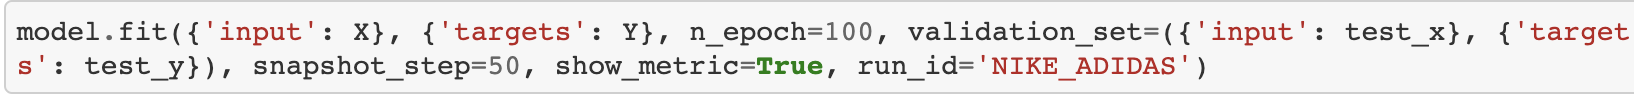 model.fit({'input': X}, {'targets': Y}, n_epoch=100, validation_set=({'input': test_x}, {'target
s': test_y}), snapshot_step=50, show_metric=True, run_id='NIKE_ADIDAS')